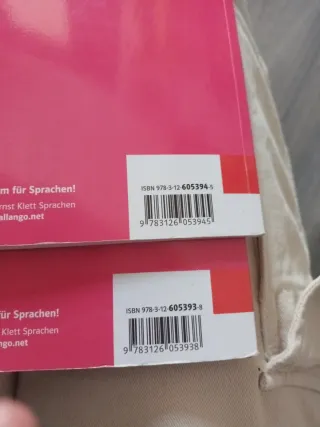 m für Sprachen!
rnst Klett Sprachen
allango.net
ISBN 978-3-12-605394-5
9 783126 053945
für Sprachen!
Klett Sprachen
ngo.net
ISBN 978-3-12-605393-8
9 783126 053938